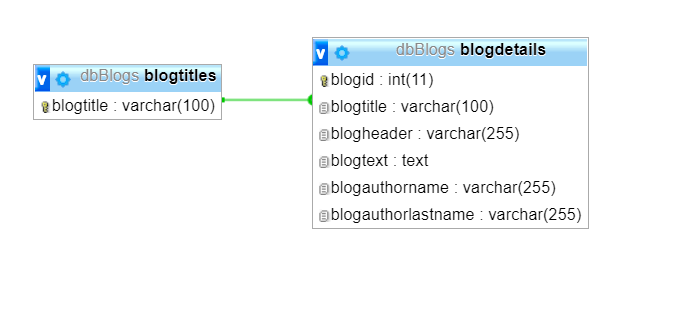 dbBlogs blogtitles
blogtitle : varchar(100)
dbBlogs blogdetails
blogid : int(11)
blogtitle : varchar(100)
blogheader : varchar(255)
blogtext : text
blogauthorname : varchar(255)
blogauthorlastname : varchar(255)